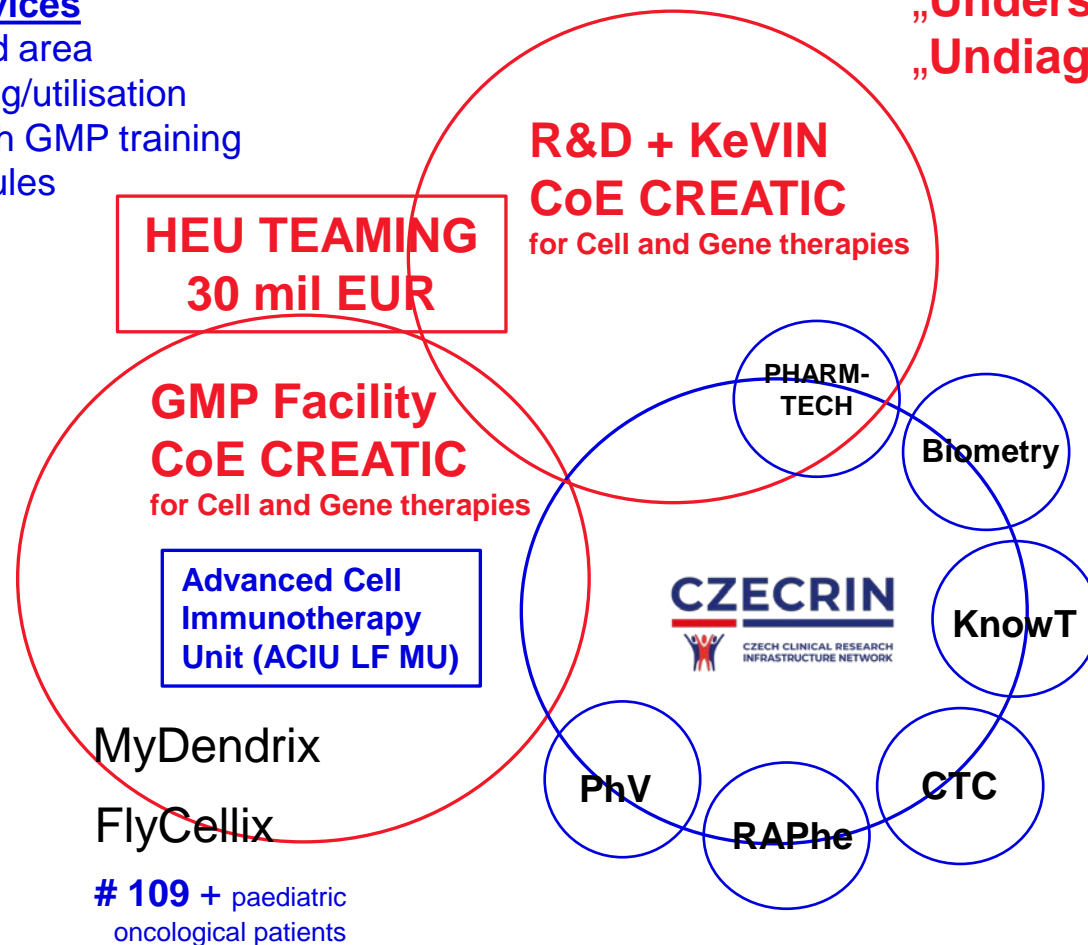 d area
g/utilisation
GMP training
„Unders
„Undiag
R&D + KeVIN
CoE CREATIC
for Cell and Gene therapies
HEU TEAMING
30 mil EUR
GMP Facility
CoE CREATIC
for Cell and Gene therapies
Advanced Cell
Immunotherapy
Unit (ACIU LF MU)
MyDendrix
FlyCellix
# 109 + paediatric
oncological patients
PHARM-
TECH
Biometry
KnowT
CTC
RAPhe
PhV
CZECRIN
CZECH CLINICAL RESEARCH
INFRASTRUCTURE NETWORK